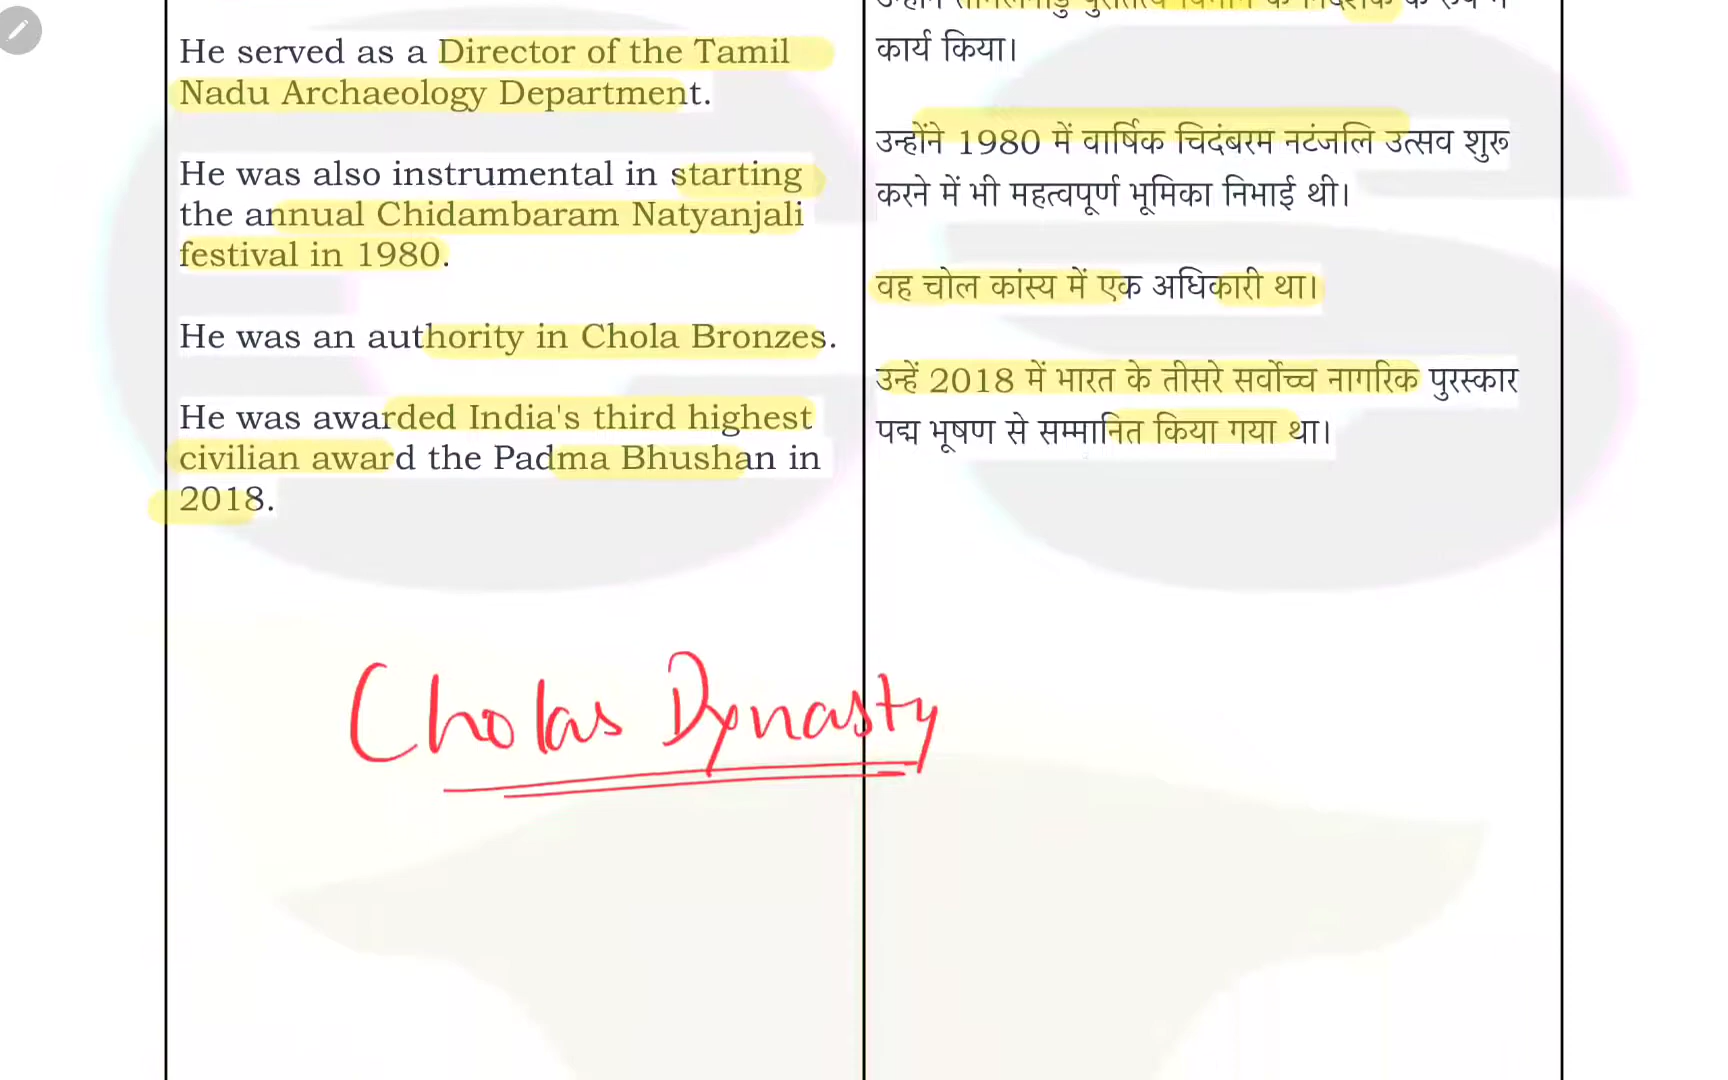 He served as a Director of the Tamil
Nadu Archaeology Department.
He was also instrumental in starting
the annual Chidambaram Natyanjali
festival in 1980.
He was an authority in Chola Bronzes.
He was awarded India's third highest
civilian award the Padma Bhushan in
2018.
कार्य किया।
उन्होंने 1980 में वार्षिक चिदंबरम नटंजलि उत्सव शुरू
करने में भी महत्वपूर्ण भूमिका निभाई थी।
वह चोल कांस्य में एक अधिकारी था।
उन्हें 2018 में भारत के तीसरे सर्वोच्च नागरिक पुरस्कार
पद्म भूषण से सम्मानित किया गया था।
Cholas Dynasty